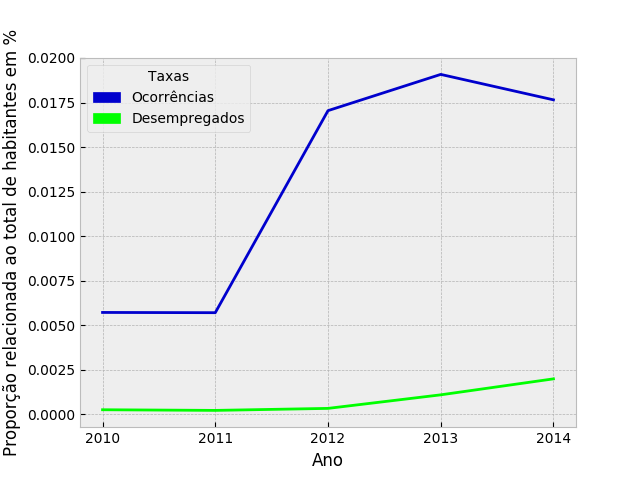 Proporção relacionada ao total de habitantes em %
0.0200
0.0175
0.0150
0.0125
0.0100
0.0075
0.0050
0.0025
0.0000
Taxas
Ocorrências
Desempregados
2010 2011 2012 2013 2014
Ano